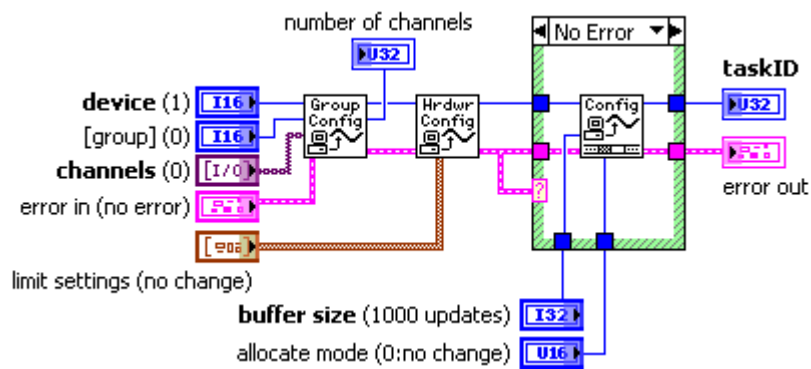 number of channels
U32
No Error
taskID
device (1)
I16
Group
Config
Hrdwr
Config
Config
U32
[group] (0)
I16
channels (0)
[I/O]
error in (no error)
error out
?
limit settings (no change)
buffer size (1000 updates)
I32
allocate mode (0:no change)
U16